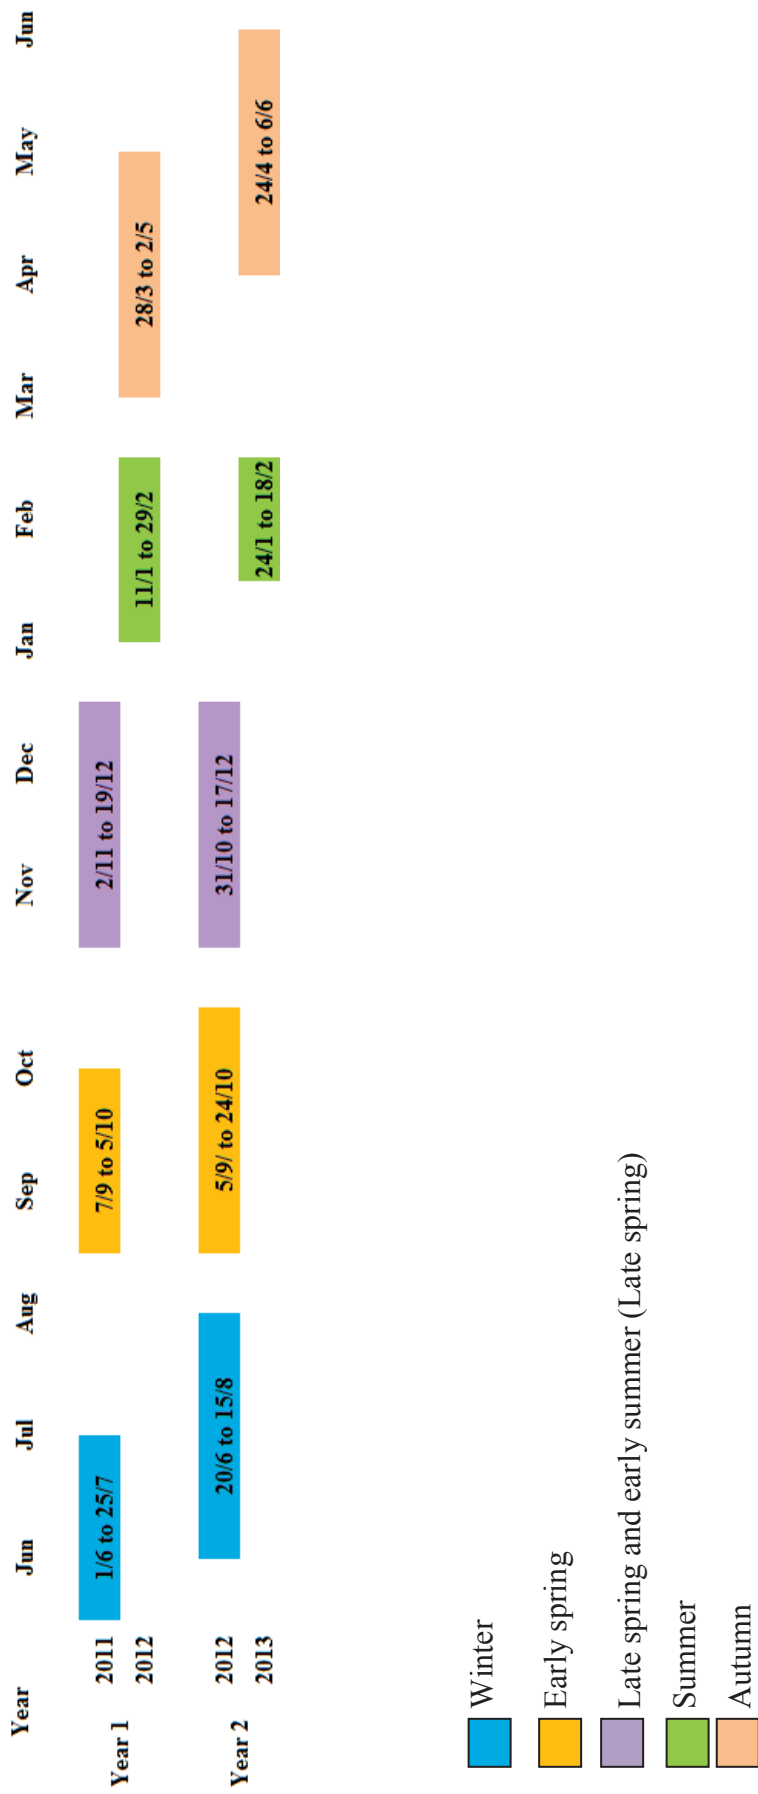 Year Jun Jul Aug Sep Oct Nov Dec Jan Feb Mar Apr May Jun
Year 1
2011 1/6 to 25/7 7/9 to 5/10 2/11 to 19/12
2012 11/1 to 29/2 28/3 to 2/5
Year 2
2012 20/6 to 15/8 5/9/ to 24/10 31/10 to 17/12
2013 24/1 to 18/2 24/4 to 6/6
Winter
Early spring
Late spring and early summer (Late spring)
Summer
Autumn